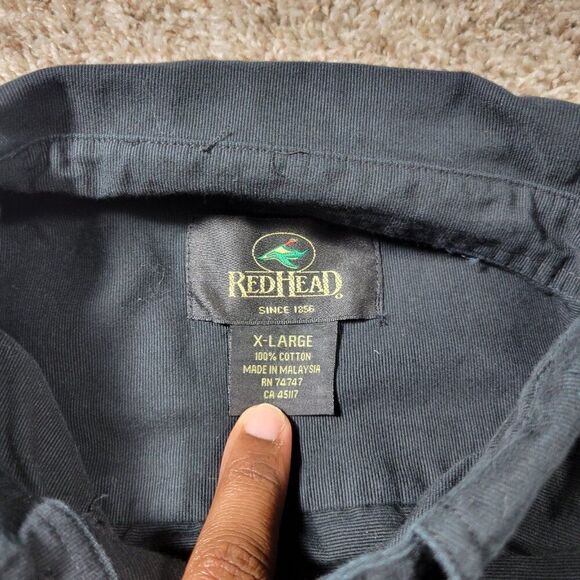 REDHEAD
SINCE 1856
X-LARGE
100% COTTON
MADE IN MALAYSIA
RN 74747
CA 45117